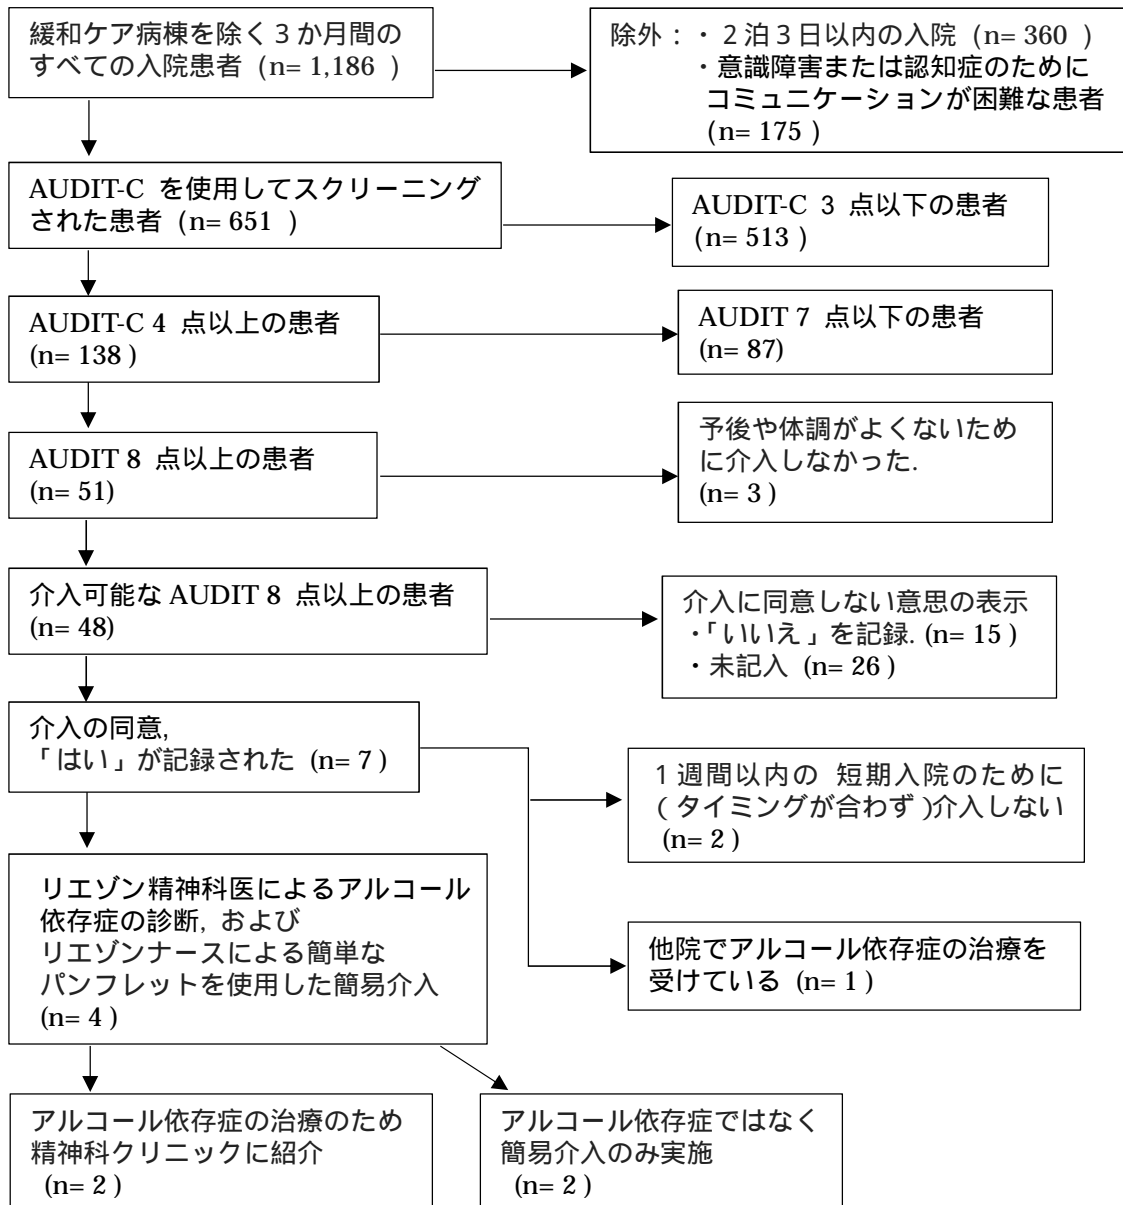 緩和ケア病棟を除く3か月間の
すべての入院患者 (n= 1,186 )
除外：・2泊3日以内の入院 (n= 360 )
・意識障害または認知症のために
コミュニケーションが困難な患者
(n= 175 )
AUDIT-C を使用してスクリーニング
された患者 (n= 651 )
AUDIT-C 3 点以下の患者
(n= 513 )
AUDIT-C 4 点以上の患者
(n= 138 )
AUDIT 7 点以下の患者
(n= 87)
AUDIT 8 点以上の患者
(n= 51)
予後や体調がよくないため
に介入しなかった.
(n= 3 )
介入可能な AUDIT 8 点以上の患者
(n= 48)
介入に同意しない意思の表示
・「いいえ」を記録. (n= 15 )
・未記入 (n= 26 )
介入の同意,
「はい」が記録された (n= 7 )
1週間以内の 短期入院のために
(タイミングが合わず)介入しない
(n= 2 )
リエゾン精神科医によるアルコール
依存症の診断, および
リエゾンナースによる簡単な
パンフレットを使用した簡易介入
(n= 4 )
他院でアルコール依存症の治療を
受けている (n= 1 )
アルコール依存症の治療のため
精神科クリニックに紹介
(n= 2 )
アルコール依存症ではなく
簡易介入のみ実施
(n= 2 )